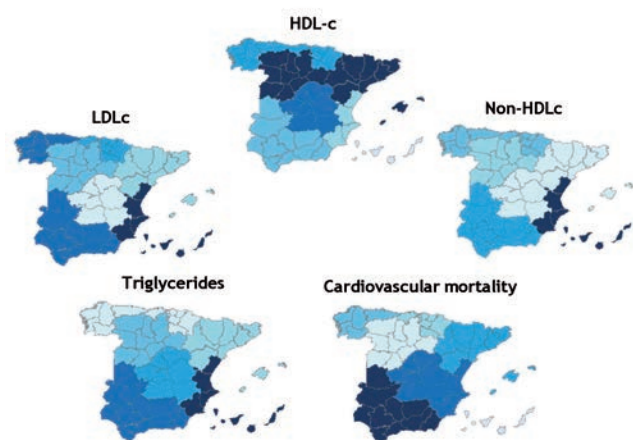 HDL-c
LDLc
Non-HDLc
Triglycerides
Cardiovascular mortality